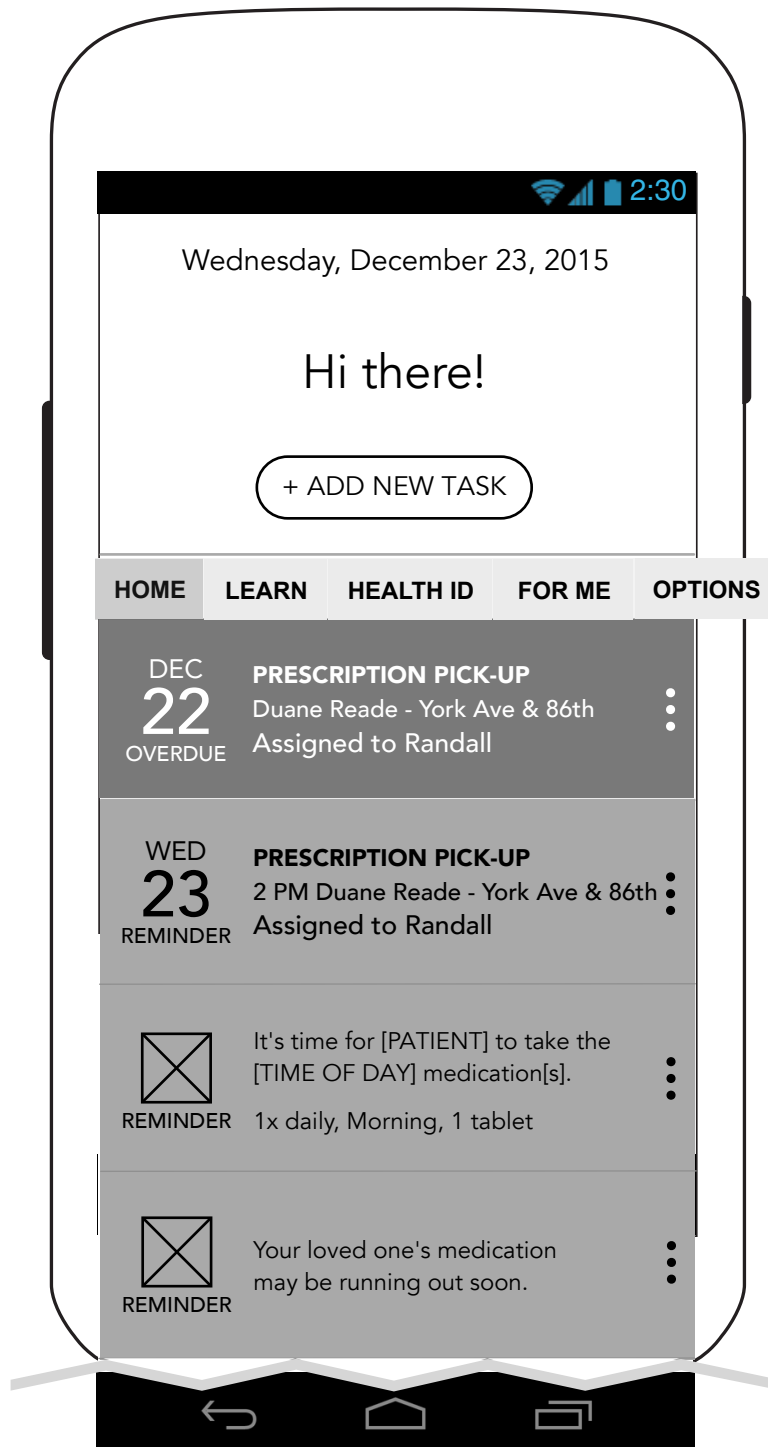 2:30
Wednesday, December 23, 2015
Hi there!
+ ADD NEW TASK
HOME LEARN HEALTH ID FOR ME OPTIONS
DEC
22
OVERDUE
PRESCRIPTION PICK-UP
Duane Reade - York Ave & 86th
Assigned to Randall
WED
23
REMINDER
PRESCRIPTION PICK-UP
2 PM Duane Reade - York Ave & 86th
Assigned to Randall
REMINDER
It's time for [PATIENT] to take the
[TIME OF DAY] medication[s].
1x daily, Morning, 1 tablet
REMINDER
Your loved one's medication
may be running out soon.